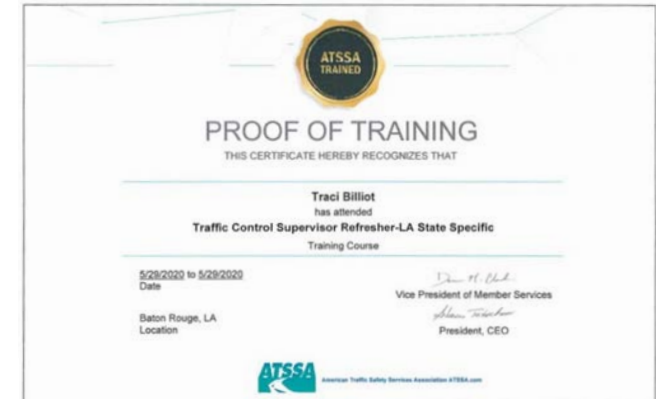 ATSSA
TRAINED
PROOF OF TRAINING
THIS CERTIFICATE HEREBY RECOGNIZES THAT
Traci Billiot
has attended
Traffic Control Supervisor Refresher-LA State Specific
Training Course
5/29/2020 to 5/29/2020
Date
Vice President of Member Services
Baton Rouge, LA
Location
President, CEO
ATSSA American Traffic Safety Services Association ATSSA.com